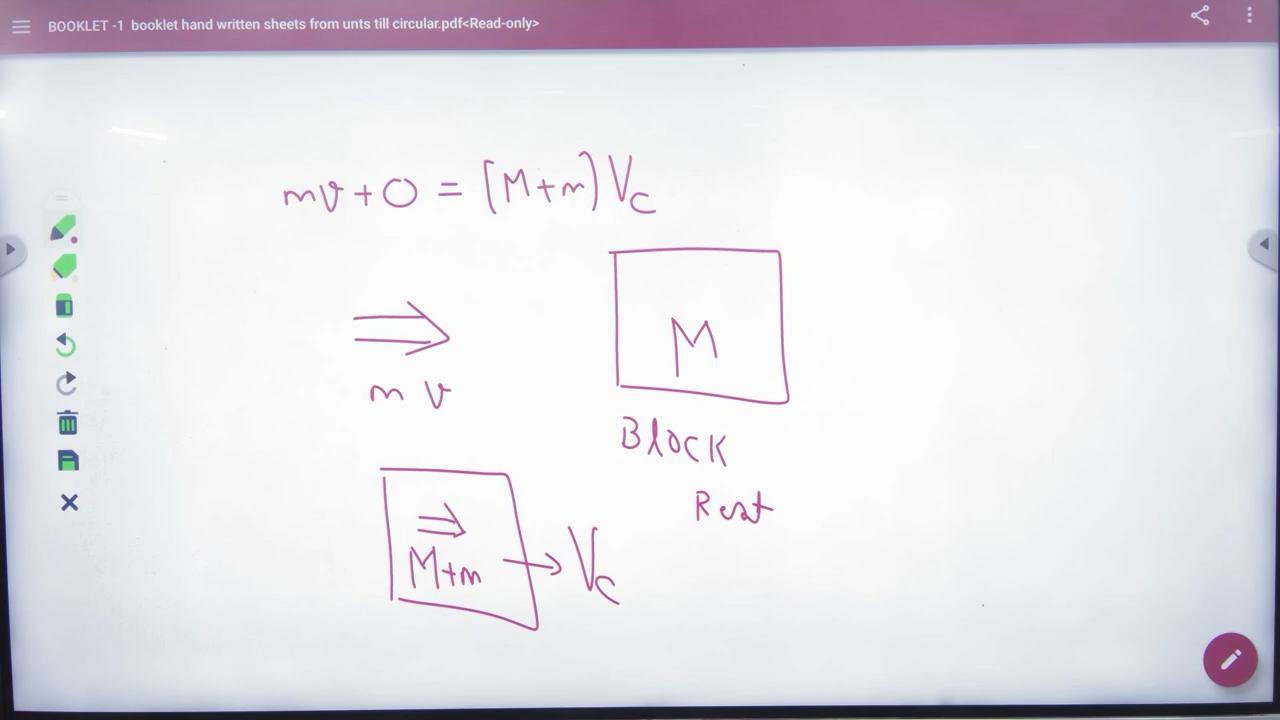 BOOKLET -1 booklet hand written sheets from unts till circular.pdf<Read-only>
mv + 0 = (M+m) Vc
M
m v
Block
Rest
M+m
Vc